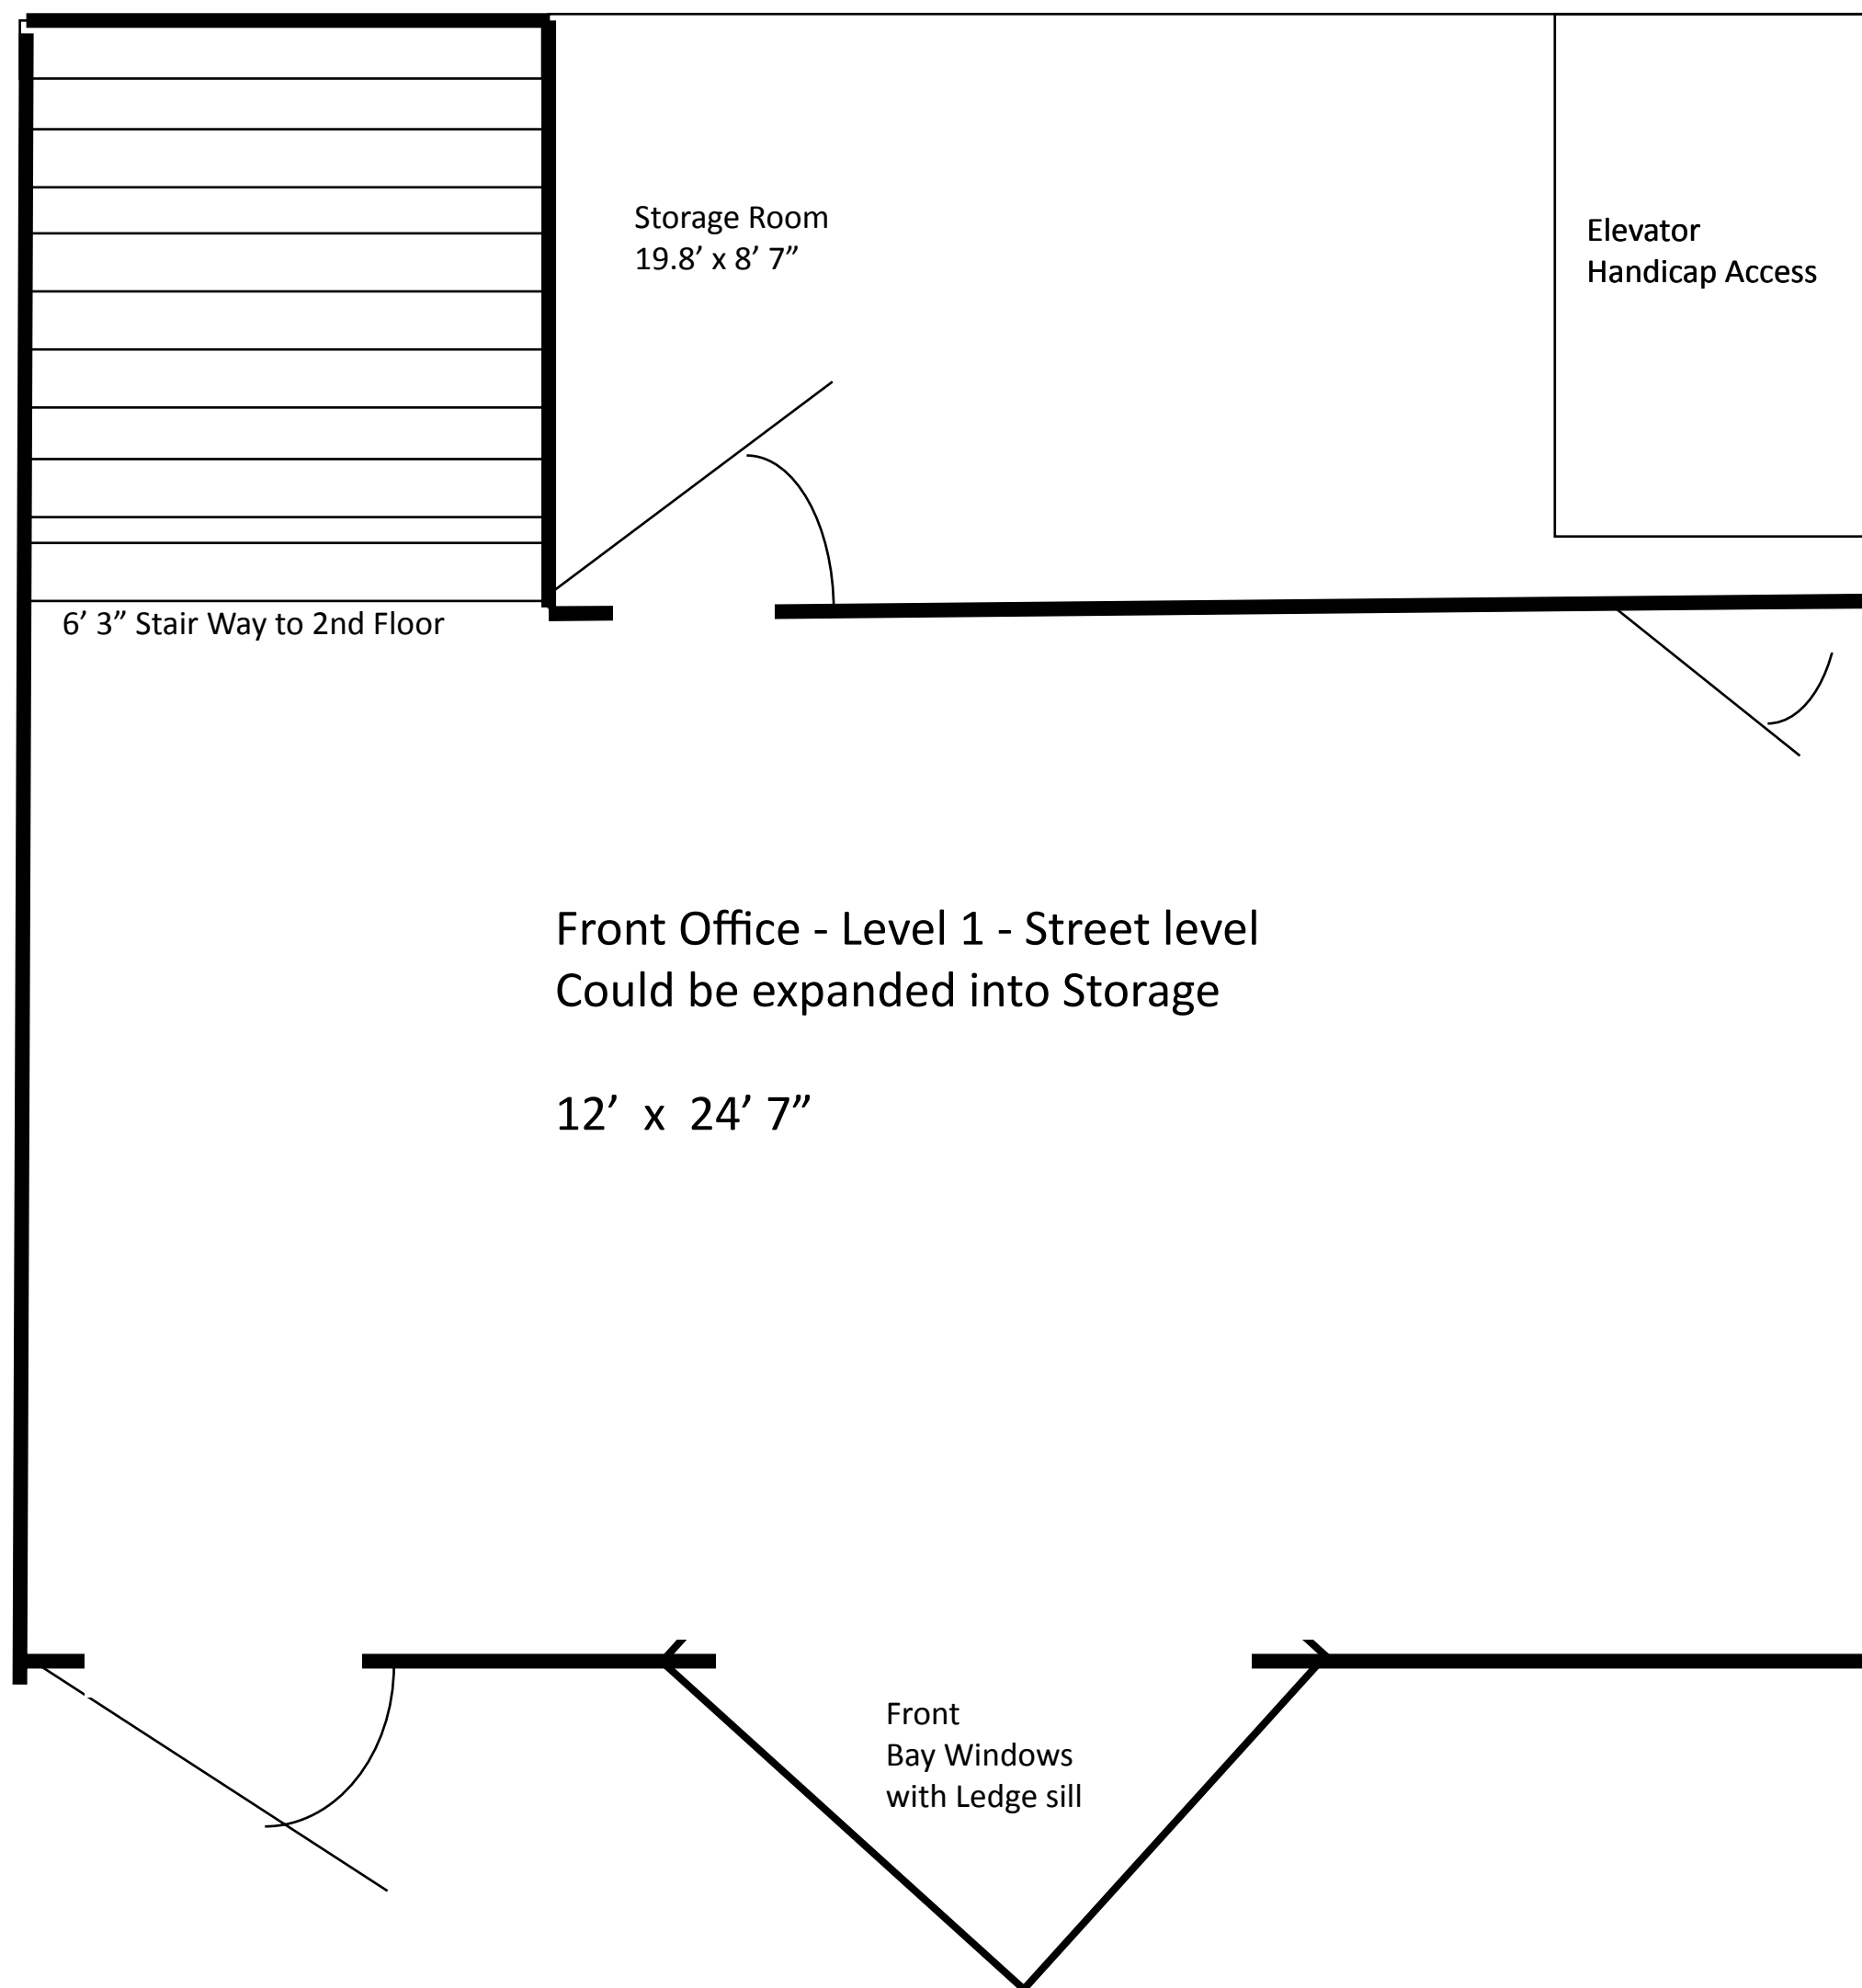 Storage Room
19.8’ x 8’ 7”
Elevator
Handicap Access
6’ 3” Stair Way to 2nd Floor
Front Office - Level 1 - Street level
Could be expanded into Storage
12’  x  24’ 7”
Front
Bay Windows
with Ledge sill